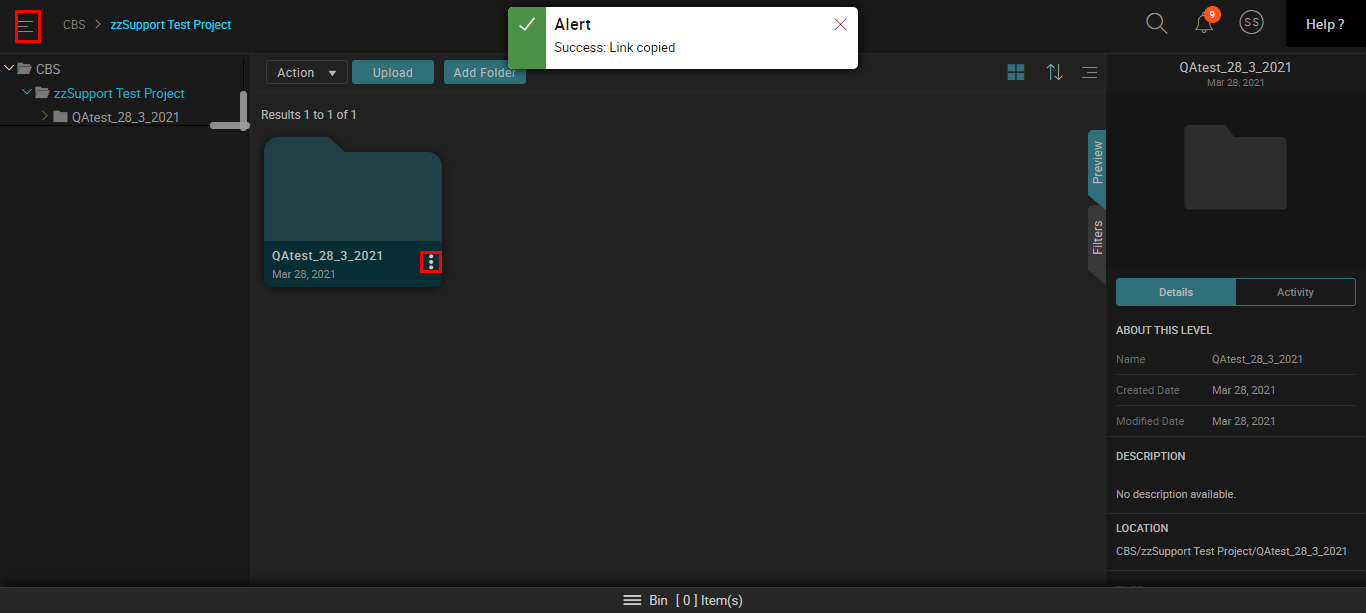 CBS > zzSupport Test Project
Alert
Success: Link copied
9
SS
Help ?
CBS
zzSupport Test Project
QAtest_28_3_2021
Action
Upload
Add Folder
Results 1 to 1 of 1
QAtest_28_3_2021
Mar 28, 2021
Preview
Filters
QAtest_28_3_2021
Mar 28, 2021
Details
Activity
ABOUT THIS LEVEL
Name QAtest_28_3_2021
Created Date Mar 28, 2021
Modified Date Mar 28, 2021
DESCRIPTION
No description available.
LOCATION
CBS/zzSupport Test Project/QAtest_28_3_2021
Bin [ 0 ] Item(s)